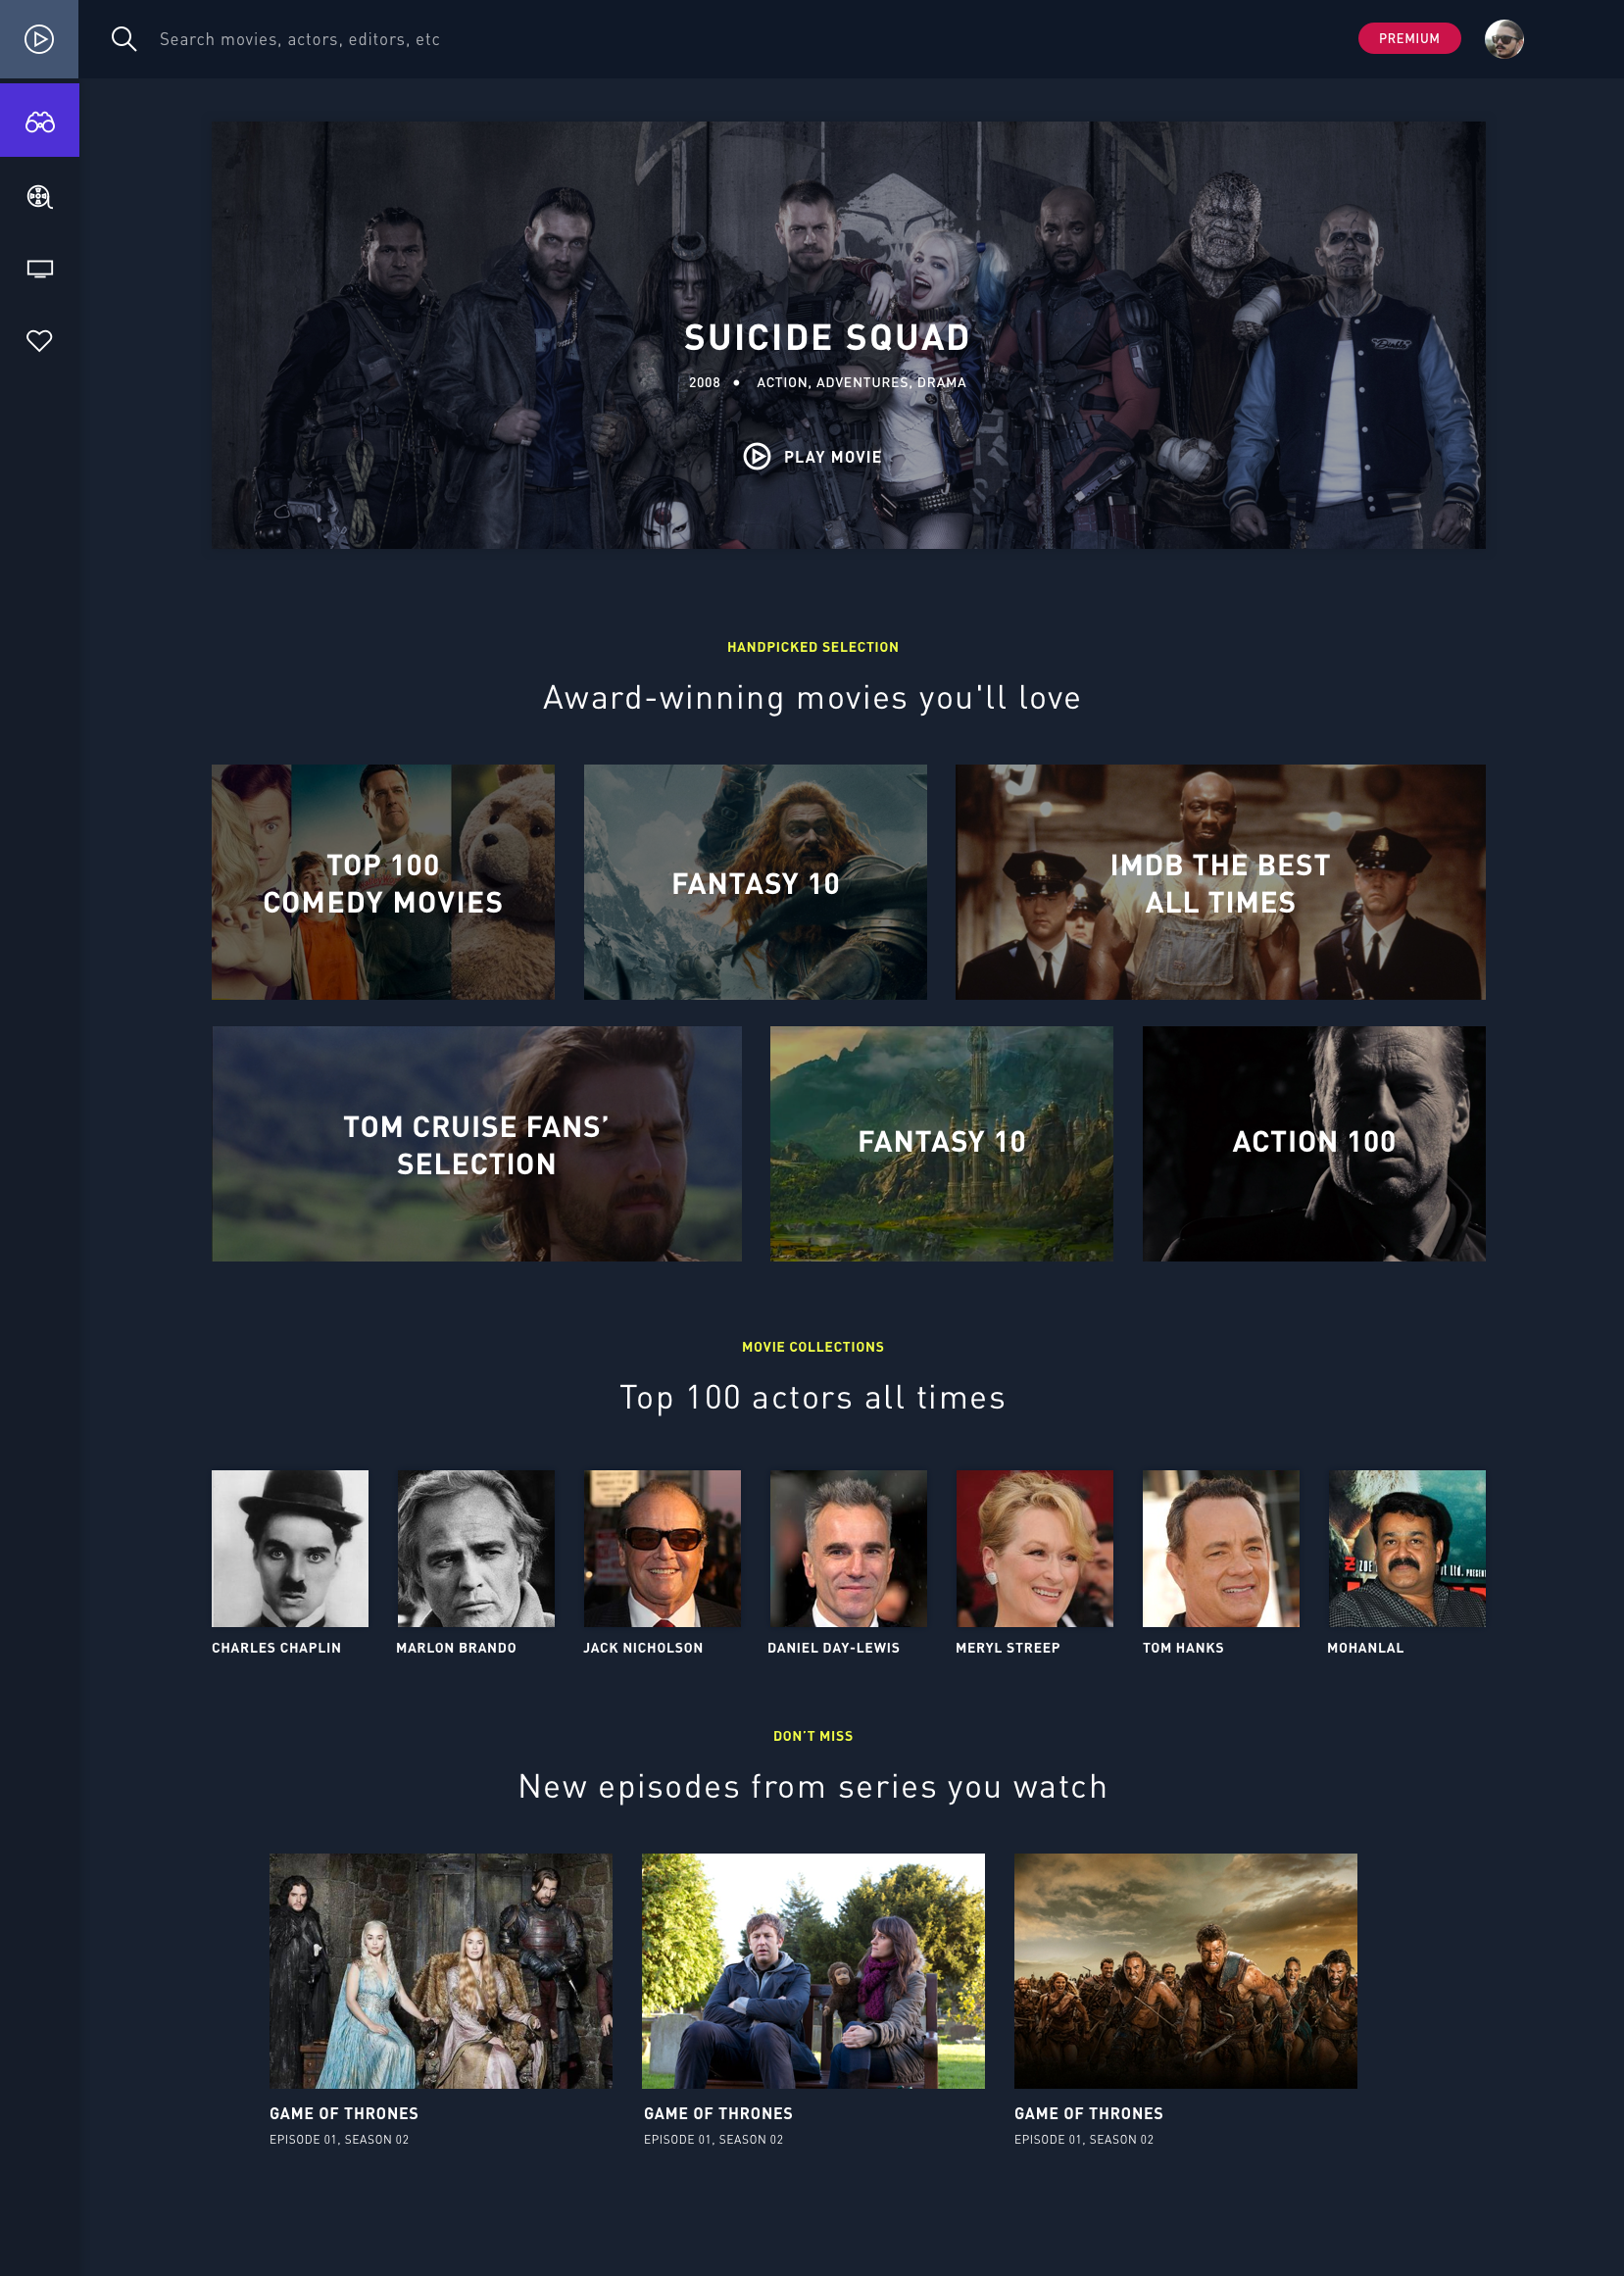 Search movies, actors, editors, etc
PREMIUM
SUICIDE SQUAD
2008 • ACTION, ADVENTURES, DRAMA
PLAY MOVIE
HANDPICKED SELECTION
Award-winning movies you'll love
TOP 100
COMEDY MOVIES
FANTASY 10
IMDB THE BEST
ALL TIMES
TOM CRUISE FANS’
SELECTION
FANTASY 10
ACTION 100
MOVIE COLLECTIONS
Top 100 actors all times
CHARLES CHAPLIN
MARLON BRANDO
JACK NICHOLSON
DANIEL DAY-LEWIS
MERYL STREEP
TOM HANKS
MOHANLAL
DON'T MISS
New episodes from series you watch
GAME OF THRONES
EPISODE 01, SEASON 02
GAME OF THRONES
EPISODE 01, SEASON 02
GAME OF THRONES
EPISODE 01, SEASON 02